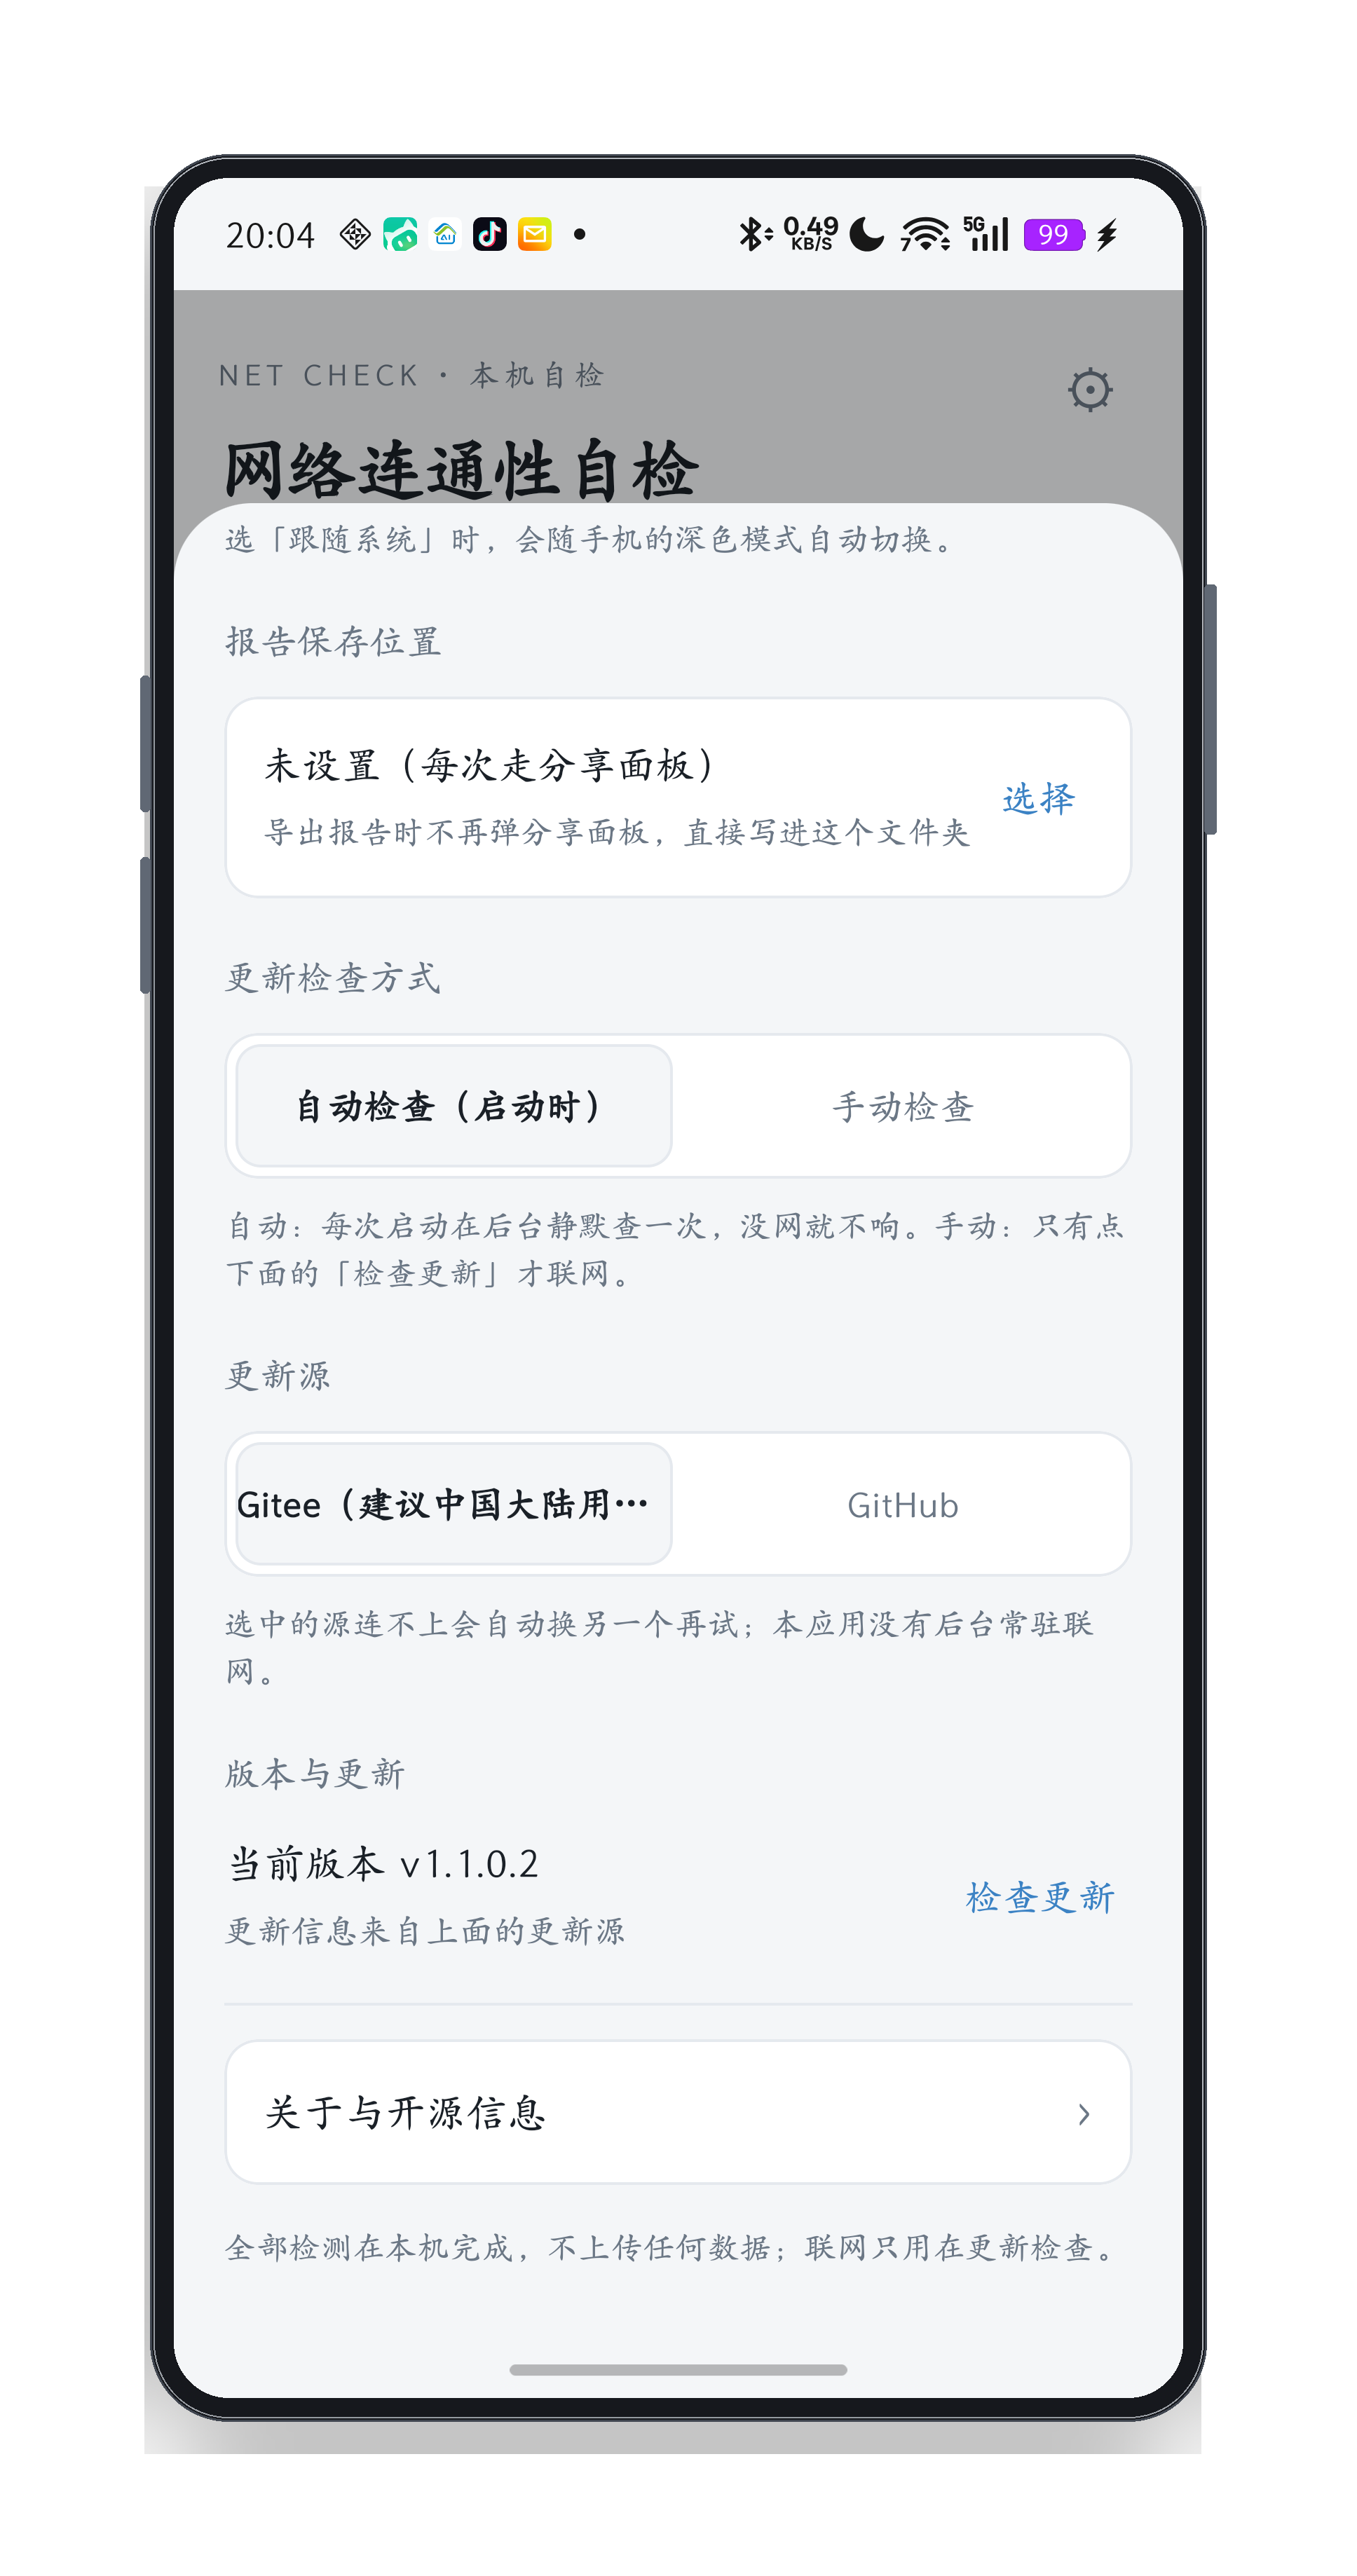 20:04
0.49 KB/S
7
5G
99
NET CHECK · 本机自检
网络连通性自检
选「跟随系统」时，会随手机的深色模式自动切换。
报告保存位置
未设置（每次走分享面板）
导出报告时不再弹分享面板，直接写进这个文件夹
选择
更新检查方式
自动检查（启动时）
手动检查
自动：每次启动在后台静默查一次，没网就不响。手动：只有点
下面的「检查更新」才联网。
更新源
Gitee（建议中国大陆用…
GitHub
选中的源连不上会自动换另一个再试；本应用没有后台常驻联
网。
版本与更新
当前版本 v1.1.0.2
更新信息来自上面的更新源
检查更新
关于与开源信息
全部检测在本机完成，不上传任何数据；联网只用在更新检查。